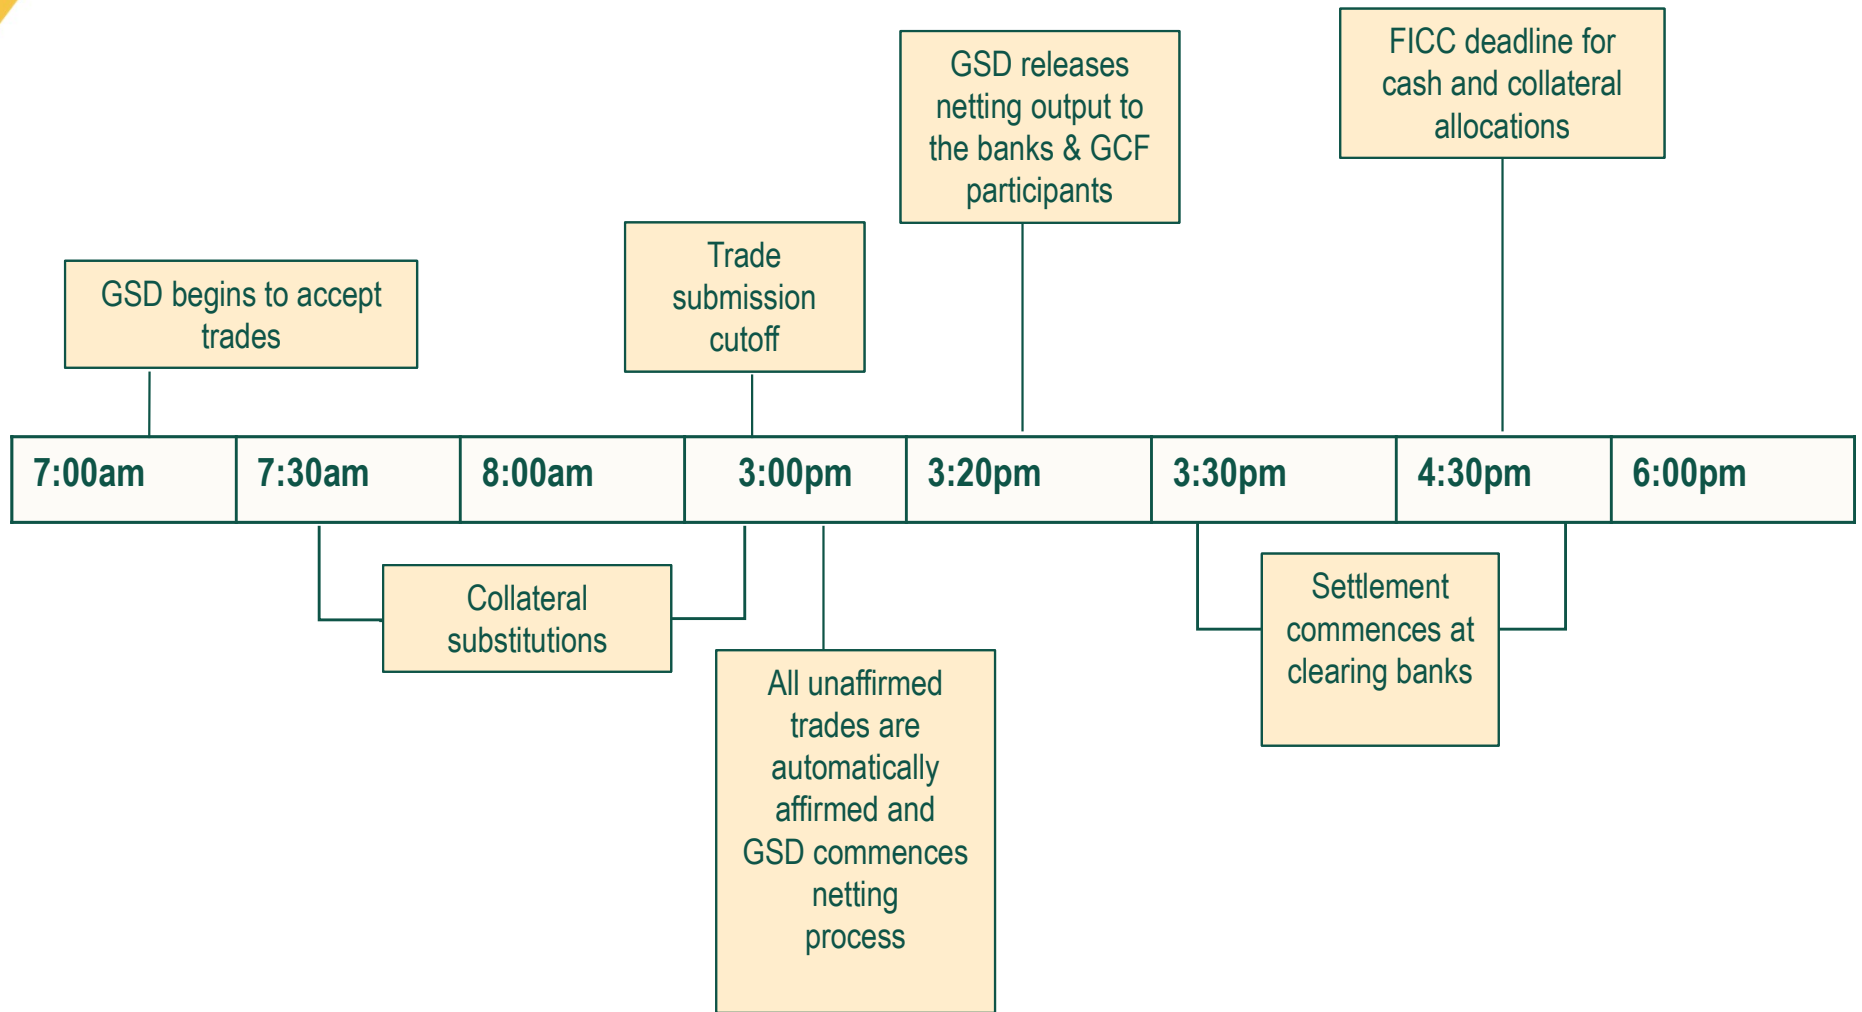 GSD releases
netting output to
the banks & GCF
participants
FICC deadline for
cash and collateral
allocations
Trade
submission
cutoff
GSD begins to accept
trades
7:00am
7:30am
8:00am
3:00pm
3:20pm
3:30pm
4:30pm
6:00pm
Collateral
substitutions
Settlement
commences at
clearing banks
All unaffirmed
trades are
automatically
affirmed and
GSD commences
netting
process